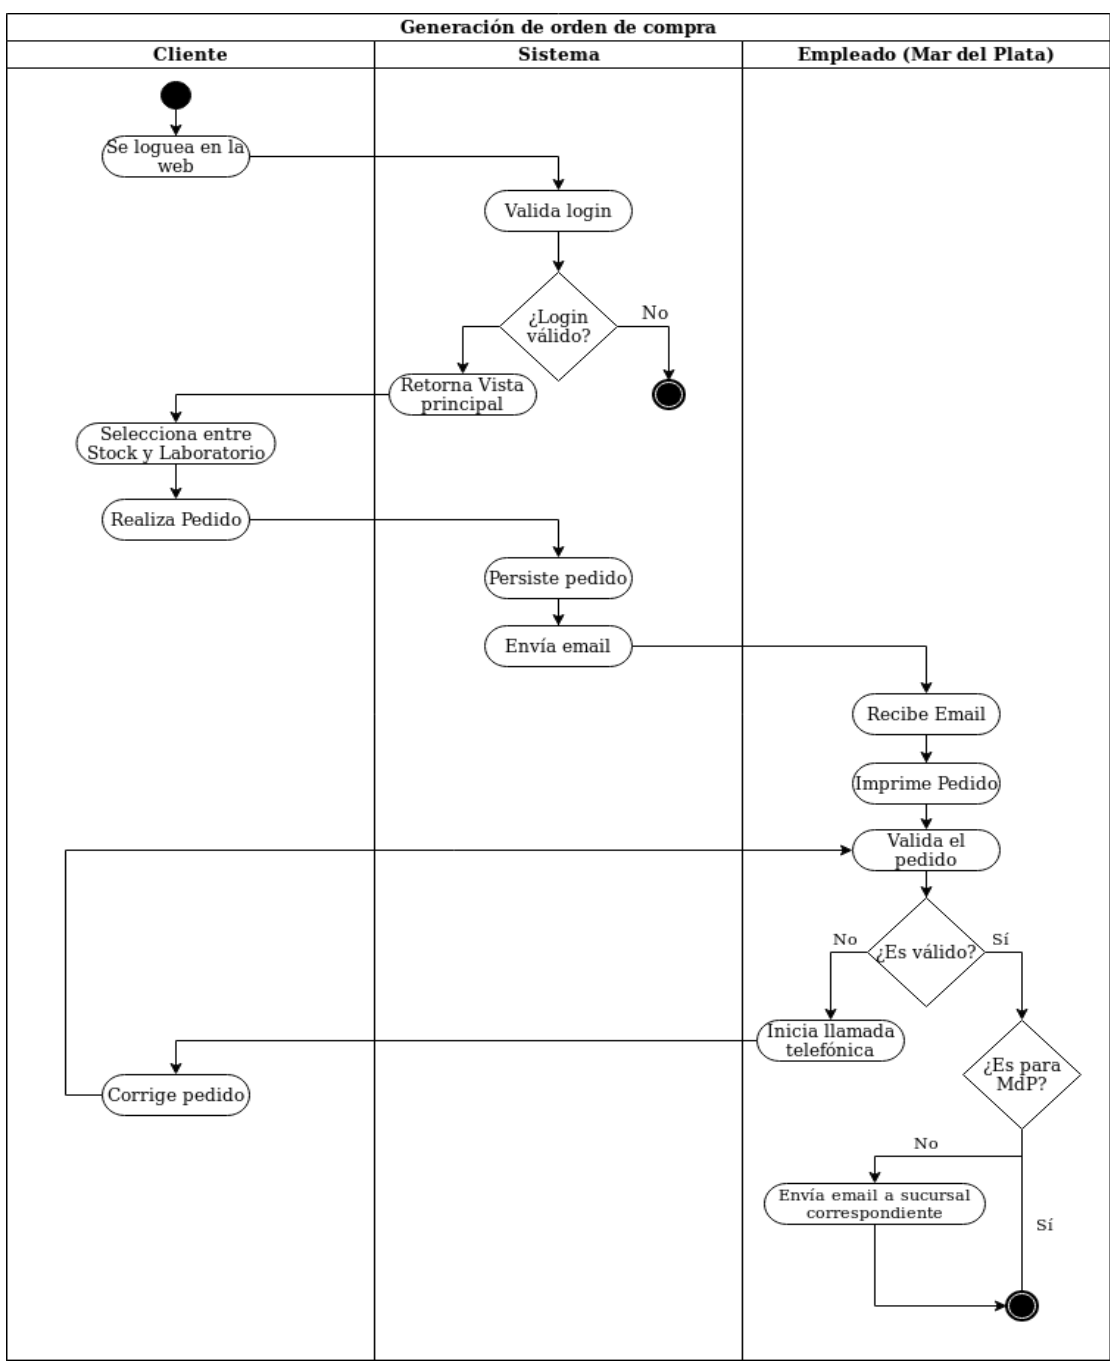 Generación de orden de compra
Cliente
Sistema
Empleado (Mar del Plata)
Se loguea en la
web
Valida login
¿Login
válido?
No
Retorna Vista
principal
Selecciona entre
Stock y Laboratorio
Realiza Pedido
Persiste pedido
Envía email
Recibe Email
Imprime Pedido
Valida el
pedido
¿Es válido?
No
Sí
Inicia llamada
telefónica
¿Es para
MdP?
Corrige pedido
No
Envía email a sucursal
correspondiente
Sí